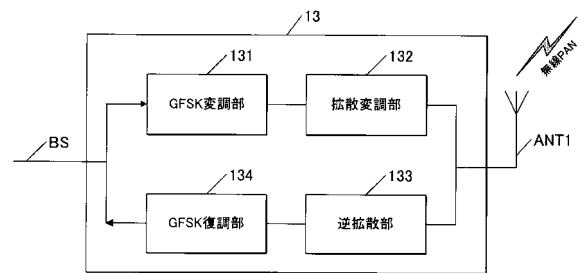 13
131
132
GFSK変調部
拡散変調部
無線PAN
BS
ANT1
134
133
GFSK復調部
逆拡散部